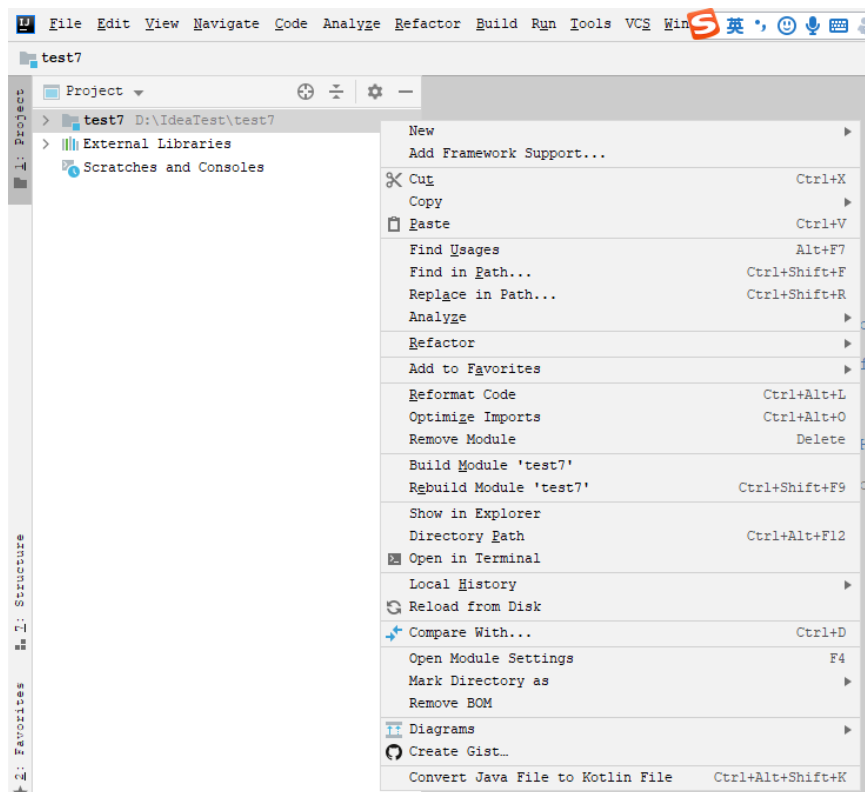 File Edit View Navigate Code Analyze Refactor Build Run Tools VCS Win 英
test7
Project
test7 D:\IdeaTest\test7
External Libraries
Scratches and Consoles
1: Project
7: Structure
2: Favorites
New
Add Framework Support...
Cut Ctrl+X
Copy
Paste Ctrl+V
Find Usages Alt+F7
Find in Path... Ctrl+Shift+F
Replace in Path... Ctrl+Shift+R
Analyze
Refactor
Add to Favorites
Reformat Code Ctrl+Alt+L
Optimize Imports Ctrl+Alt+O
Remove Module Delete
Build Module 'test7'
Rebuild Module 'test7' Ctrl+Shift+F9
Show in Explorer
Directory Path Ctrl+Alt+F12
Open in Terminal
Local History
Reload from Disk
Compare With... Ctrl+D
Open Module Settings F4
Mark Directory as
Remove BOM
Diagrams
Create Gist…
Convert Java File to Kotlin File Ctrl+Alt+Shift+K